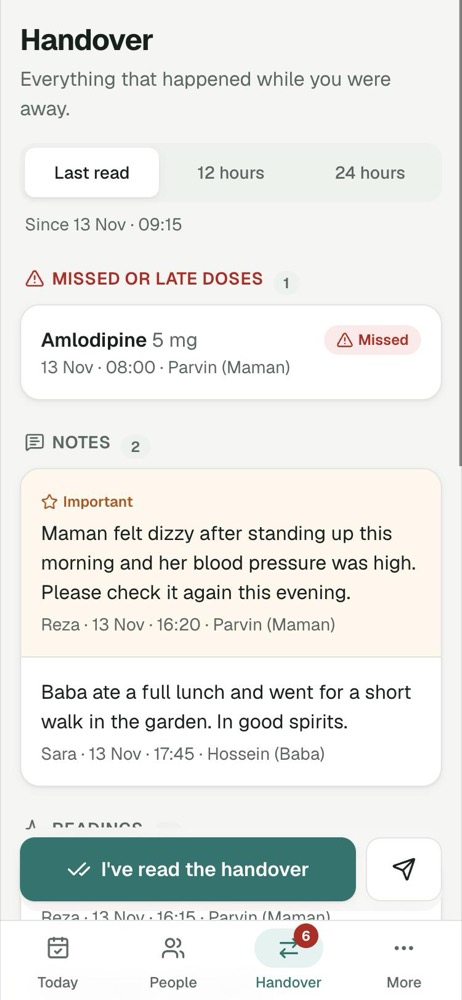 Handover
Everything that happened while you were
away.
Last read 12 hours 24 hours
Since 13 Nov · 09:15
MISSED OR LATE DOSES 1
Amlodipine 5 mg Missed
13 Nov · 08:00 · Parvin (Maman)
NOTES 2
Important
Maman felt dizzy after standing up this
morning and her blood pressure was high.
Please check it again this evening.
Reza · 13 Nov · 16:20 · Parvin (Maman)
Baba ate a full lunch and went for a short
walk in the garden. In good spirits.
Sara · 13 Nov · 17:45 · Hossein (Baba)
READINGS
I've read the handover
Reza · 13 Nov · 16:15 · Parvin (Maman)
6
Today People Handover More